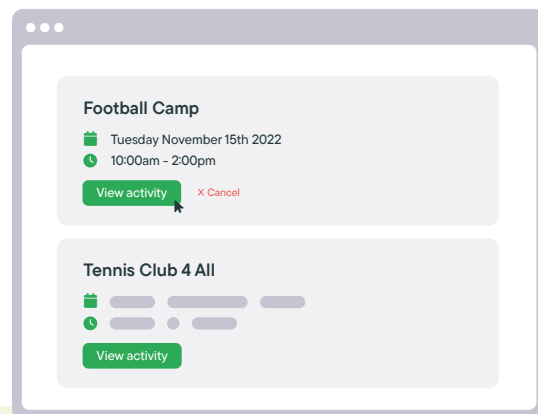 Football Camp
Tuesday November 15th 2022
10:00am - 2:00pm
View activity X Cancel
Tennis Club 4 All
View activity